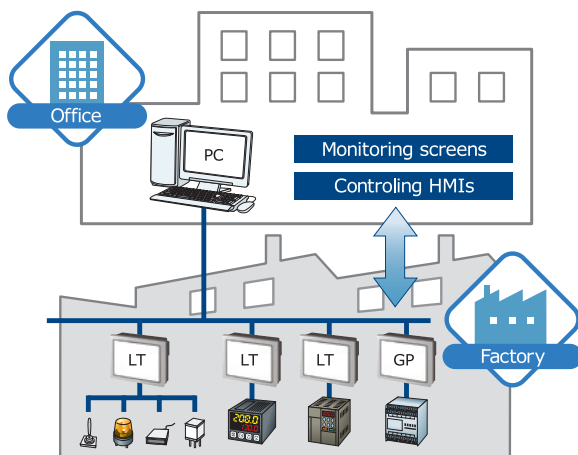 Office
PC
Monitoring screens
Controling HMIs
Factory
LT
LT
LT
GP
208.0